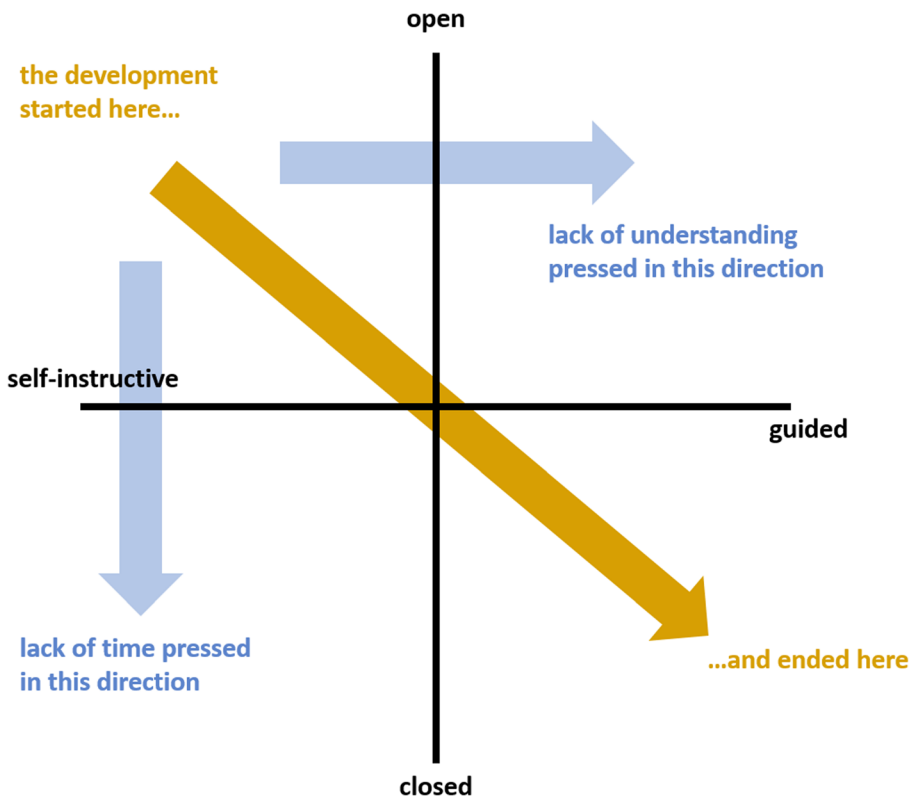 open
the development
started here...
lack of understanding
pressed in this direction
self-instructive
guided
lack of time pressed
in this direction
...and ended here
closed